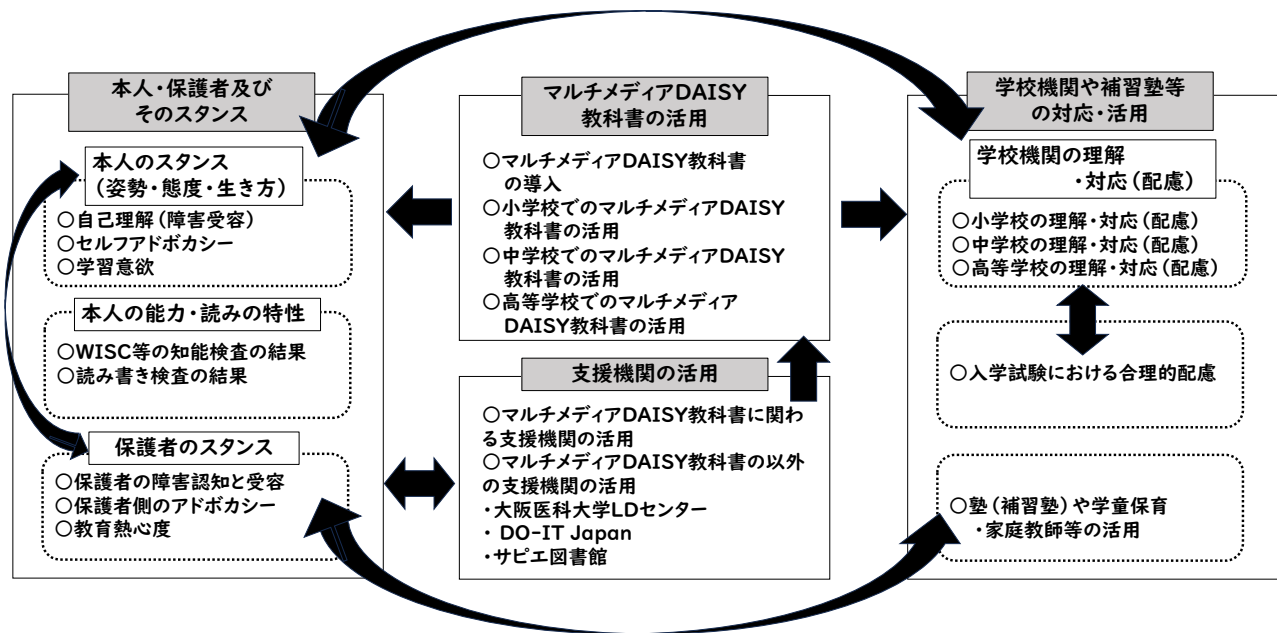 本人・保護者及び
そのスタンス
本人のスタンス
(姿勢・態度・生き方)
○自己理解(障害受容)
○セルフアドボカシー
○学習意欲
本人の能力・読みの特性
○WISC等の知能検査の結果
○読み書き検査の結果
保護者のスタンス
○保護者の障害認知と受容
○保護者側のアドボカシー
○教育熱心度
マルチメディアDAISY
教科書の活用
○マルチメディアDAISY教科書
の導入
○小学校でのマルチメディアDAISY
教科書の活用
○中学校でのマルチメディアDAISY
教科書の活用
○高等学校でのマルチメディア
DAISY教科書の活用
支援機関の活用
○マルチメディアDAISY教科書に関わ
る支援機関の活用
○マルチメディアDAISY教科書の以外
の支援機関の活用
・大阪医科大学LDセンター
・ DO-IT Japan
・サピエ図書館
学校機関や補習塾等
の対応・活用
学校機関の理解
・対応(配慮)
○小学校の理解・対応(配慮)
○中学校の理解・対応(配慮)
○高等学校の理解・対応(配慮)
○入学試験における合理的配慮
○塾(補習塾)や学童保育
・家庭教師等の活用